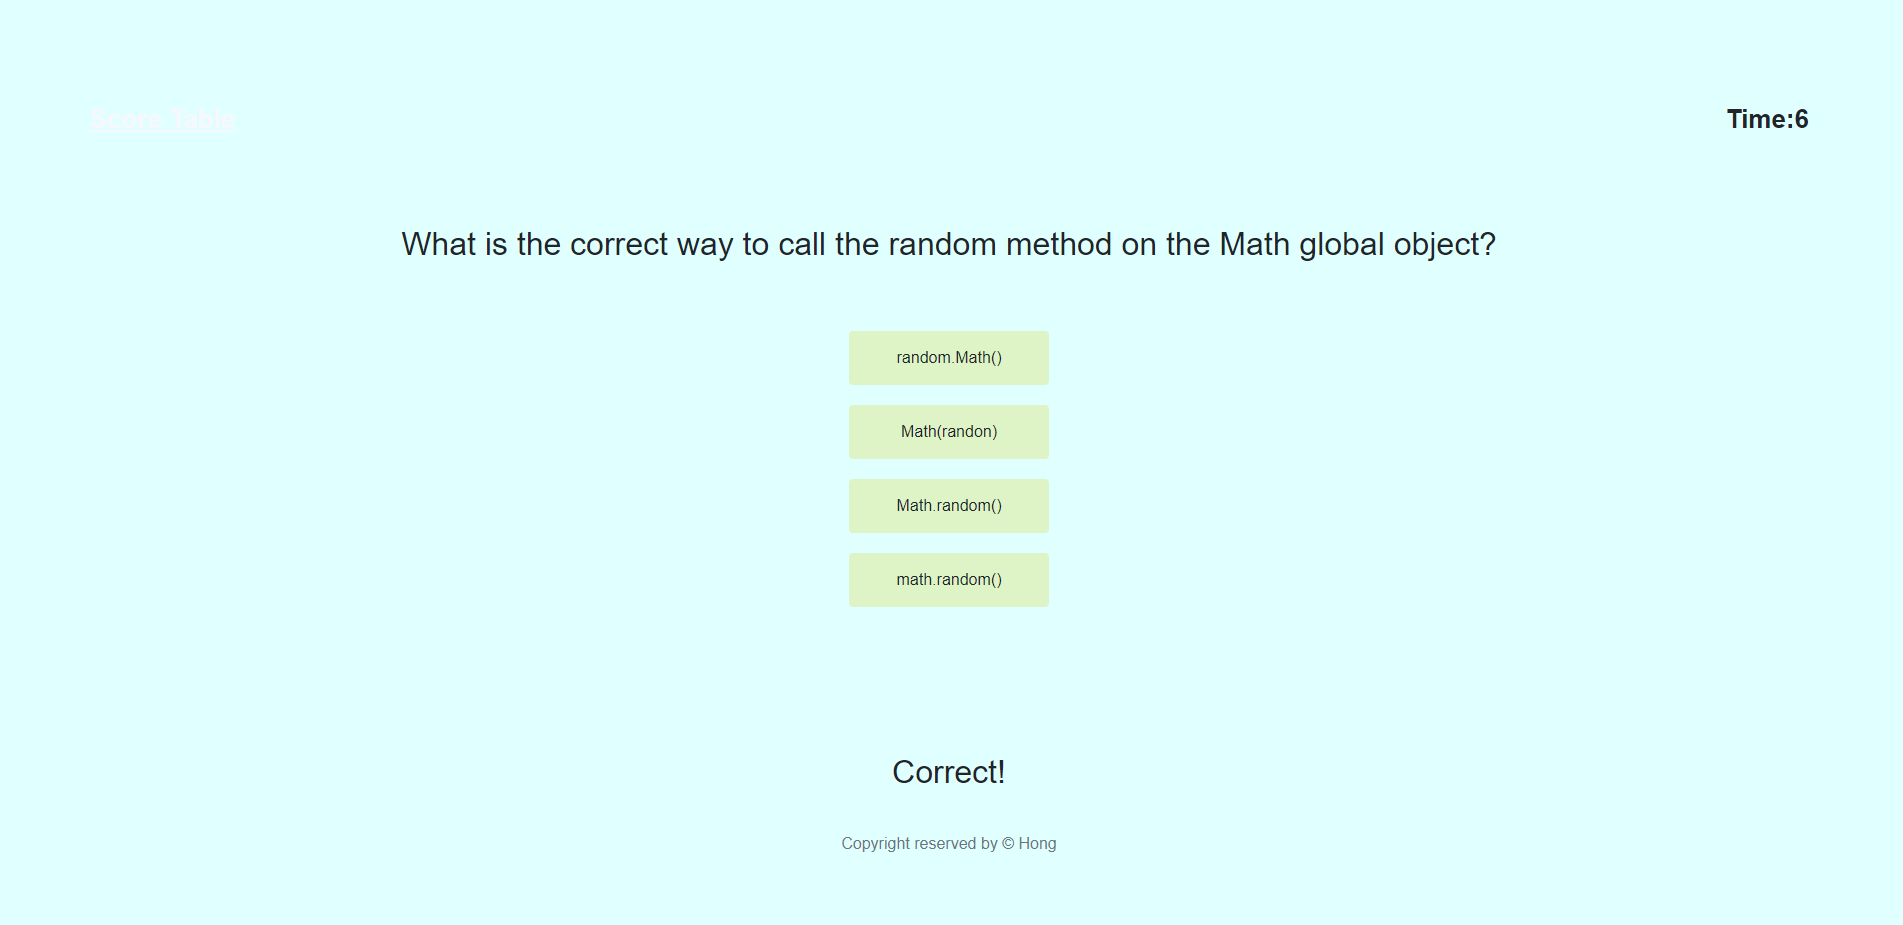 Score Table
Time:6
What is the correct way to call the random method on the Math global object?
random.Math()
Math(randon)
Math.random()
math.random()
Correct!
Copyright reserved by © Hong